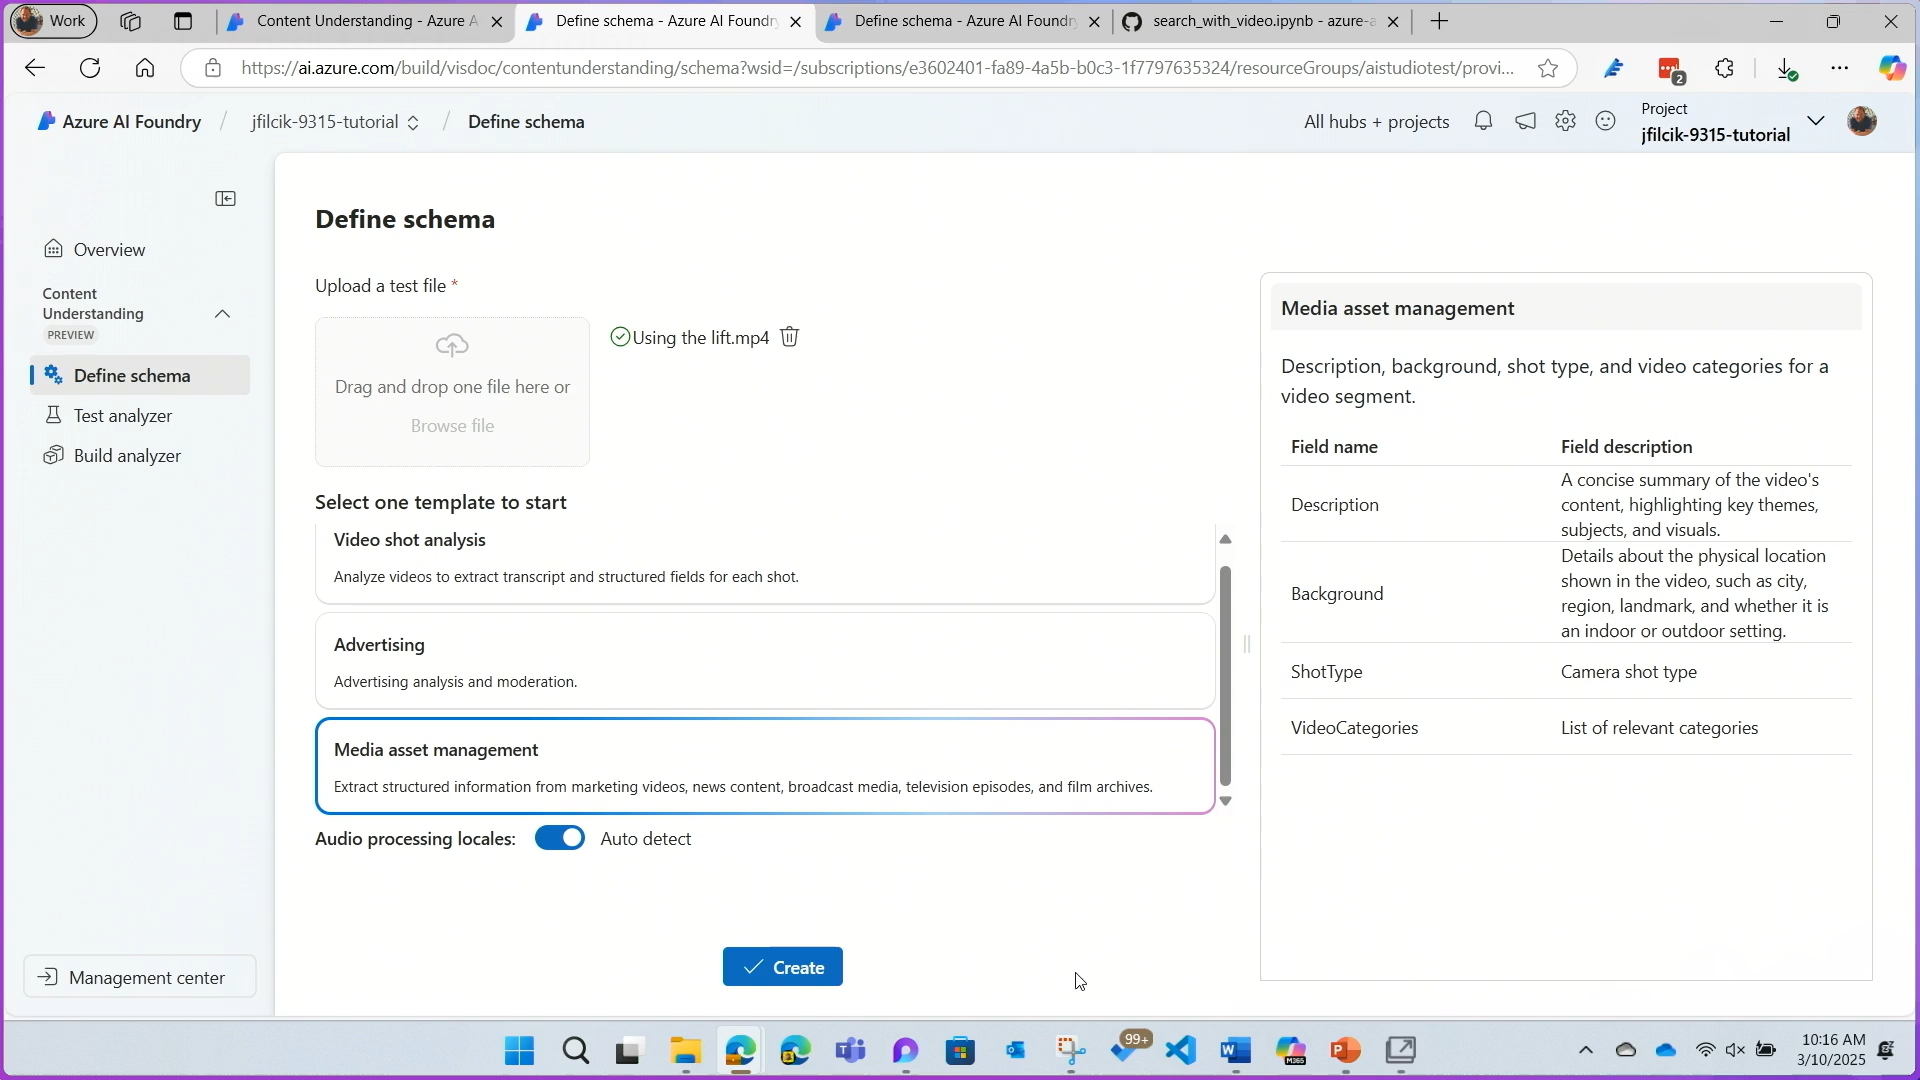 Work
Content Understanding - Azure A
Define schema - Azure AI Foundry
Define schema - Azure AI Foundr
search_with_video.ipynb - azure-a
https://ai.azure.com/build/visdoc/contentunderstanding/schema?wsid=/subscriptions/e3602401-fa89-4a5b-b0c3-1f7797635324/resourceGroups/aistudiotest/provi...
2
Azure AI Foundry
/
jfilcik-9315-tutorial
/
Define schema
All hubs + projects
Project
jfilcik-9315-tutorial
Overview
Content
Understanding
PREVIEW
Define schema
Test analyzer
Build analyzer
Management center
Define schema
Upload a test file *
Drag and drop one file here or
Browse file
Using the lift.mp4
Select one template to start
Video shot analysis
Analyze videos to extract transcript and structured fields for each shot.
Advertising
Advertising analysis and moderation.
Media asset management
Extract structured information from marketing videos, news content, broadcast media, television episodes, and film archives.
Audio processing locales:
Auto detect
Create
Media asset management
Description, background, shot type, and video categories for a
video segment.
Field name
Field description
Description
A concise summary of the video's
content, highlighting key themes,
subjects, and visuals.
Background
Details about the physical location
shown in the video, such as city,
region, landmark, and whether it is
an indoor or outdoor setting.
ShotType
Camera shot type
VideoCategories
List of relevant categories
99+
M365
10:16 AM
3/10/2025